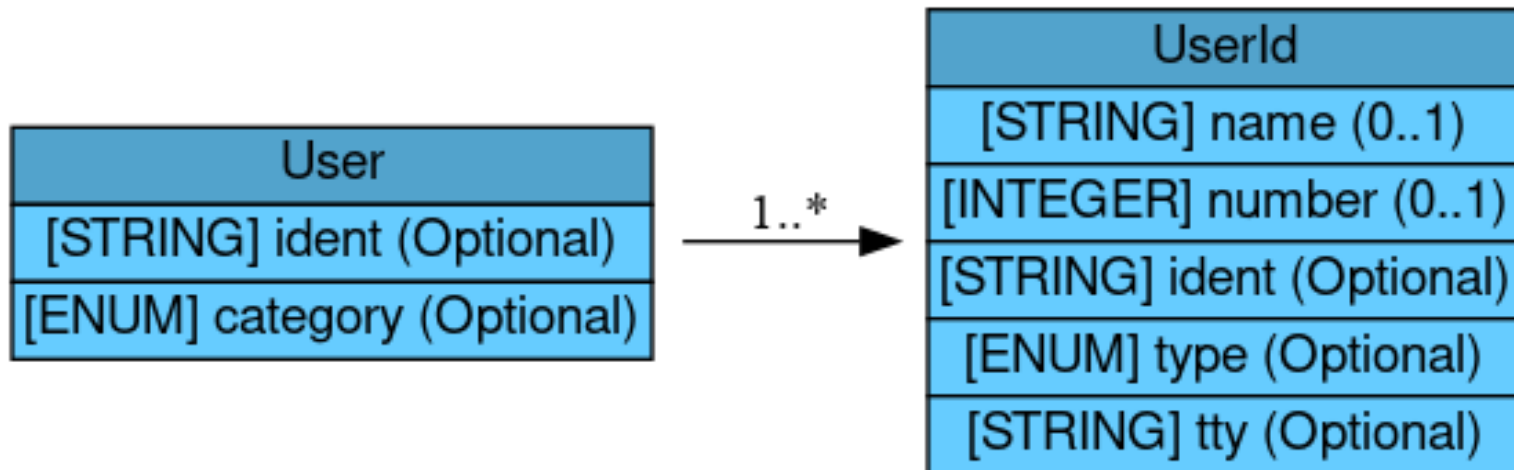 User
[STRING] ident (Optional)
[ENUM] category (Optional)
1..*
UserId
[STRING] name (0..1)
[INTEGER] number (0..1)
[STRING] ident (Optional)
[ENUM] type (Optional)
[STRING] tty (Optional)